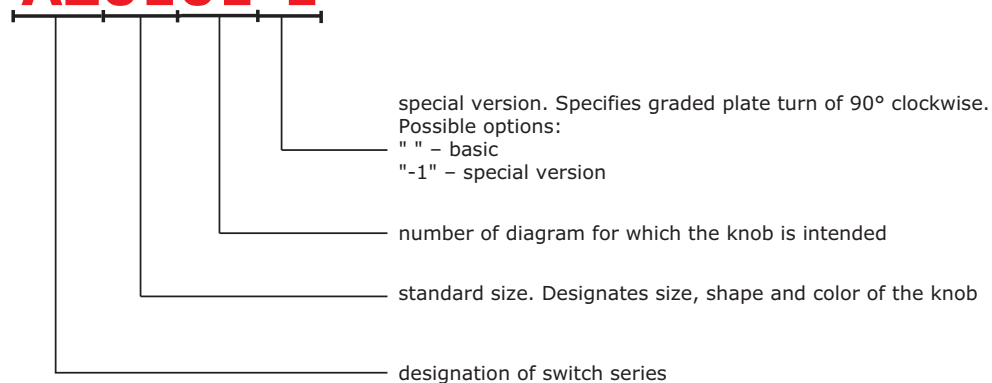 special version. Specifies graded plate turn of 90° clockwise.
Possible options:
" " – basic
"-1" – special version
number of diagram for which the knob is intended
standard size. Designates size, shape and color of the knob
designation of switch series